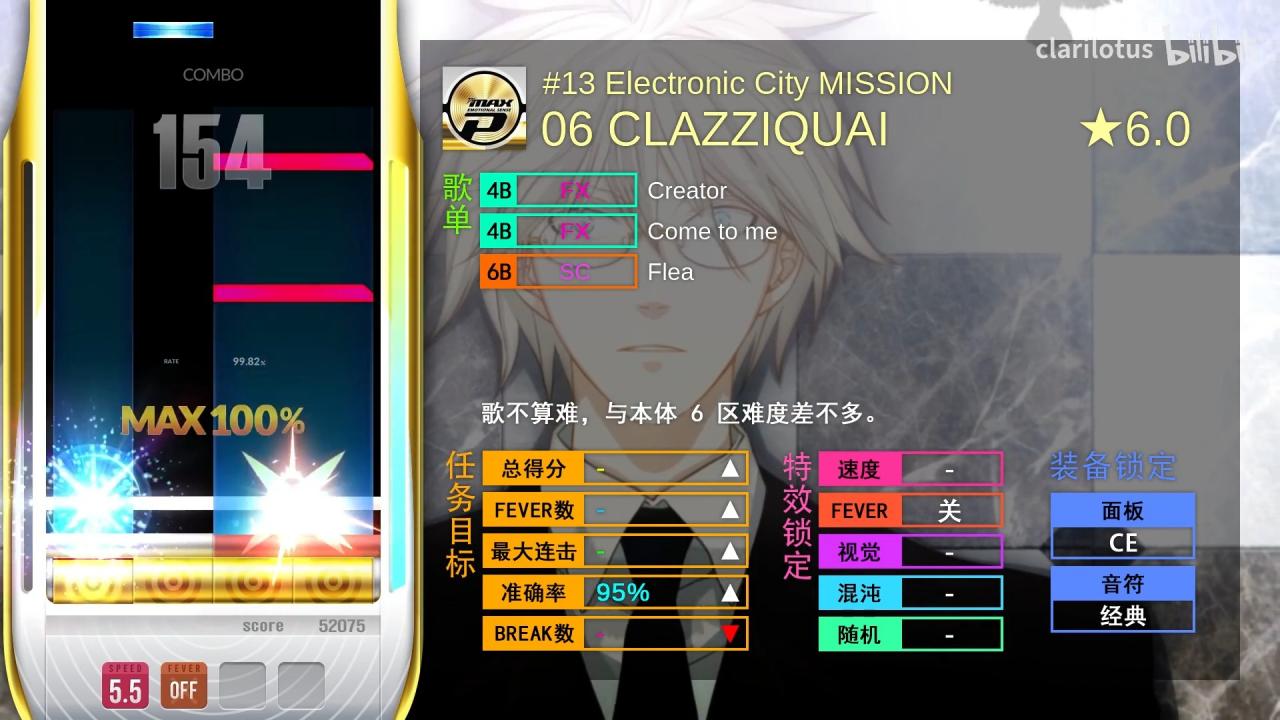 COMBO
154
RATE 99.82%
MAX 100%
score 52075
SPEED
5.5
FEVER
OFF
clarilotus bilibili
MAX
EMOTIONAL SENSE
P
#13 Electronic City MISSION
06 CLAZZIQUAI
★6.0
歌单
4B FX Creator
4B FX Come to me
6B SC Flea
歌不算难，与本体 6 区难度差不多。
任务目标
总得分 - ▲
FEVER数 - ▲
最大连击 - ▲
准确率 95% ▲
BREAK数 - ▼
特效锁定
速度 -
FEVER 关
视觉 -
混沌 -
随机 -
装备锁定
面板
CE
音符
经典